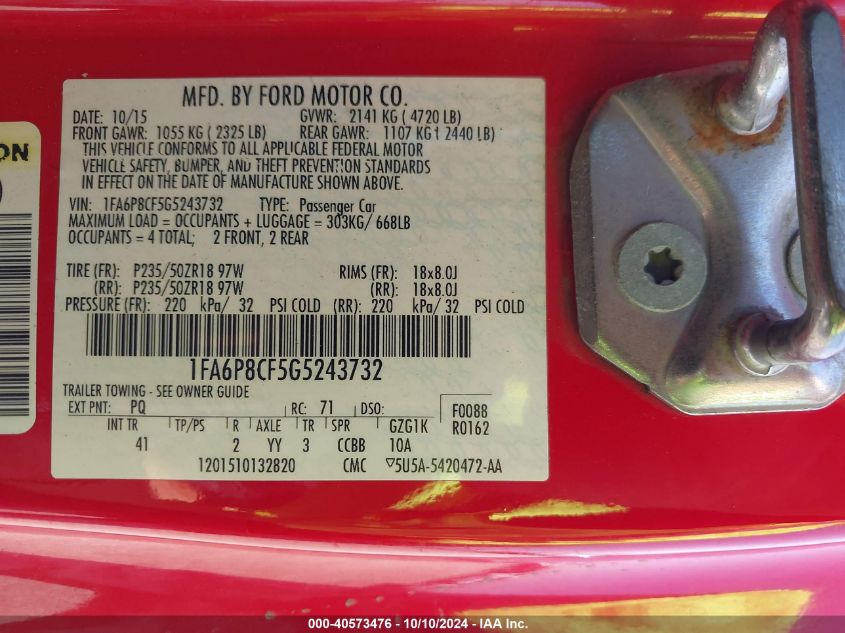 ON
MFD. BY FORD MOTOR CO.
DATE: 10/15 GVWR: 2141 KG ( 4720 LB)
FRONT GAWR: 1055 KG ( 2325 LB) REAR GAWR: 1107 KG ( 2440 LB)
THIS VEHICLE CONFORMS TO ALL APPLICABLE FEDERAL MOTOR
VEHICLE SAFETY, BUMPER, AND THEFT PREVENTION STANDARDS
IN EFFECT ON THE DATE OF MANUFACTURE SHOWN ABOVE.
VIN: 1FA6P8CF5G5243732 TYPE: Passenger Car
MAXIMUM LOAD = OCCUPANTS + LUGGAGE = 303KG/ 668LB
OCCUPANTS = 4 TOTAL; 2 FRONT, 2 REAR
TIRE (FR): P235/50ZR18 97W RIMS (FR): 18x8.0J
(RR): P235/50ZR18 97W (RR): 18x8.0J
PRESSURE (FR): 220 kPa/ 32 PSI COLD (RR): 220 kPa/ 32 PSI COLD
1FA6P8CF5G5243732
TRAILER TOWING - SEE OWNER GUIDE
EXT PNT: PQ RC: 71 DSO: F0088
INT TR TP/PS R AXLE TR SPR GZG1K R0162
41 2 YY 3 CCBB 10A
1201510132820 CMC ▽5U5A-5420472-AA
000-40573476 - 10/10/2024 - IAA Inc.